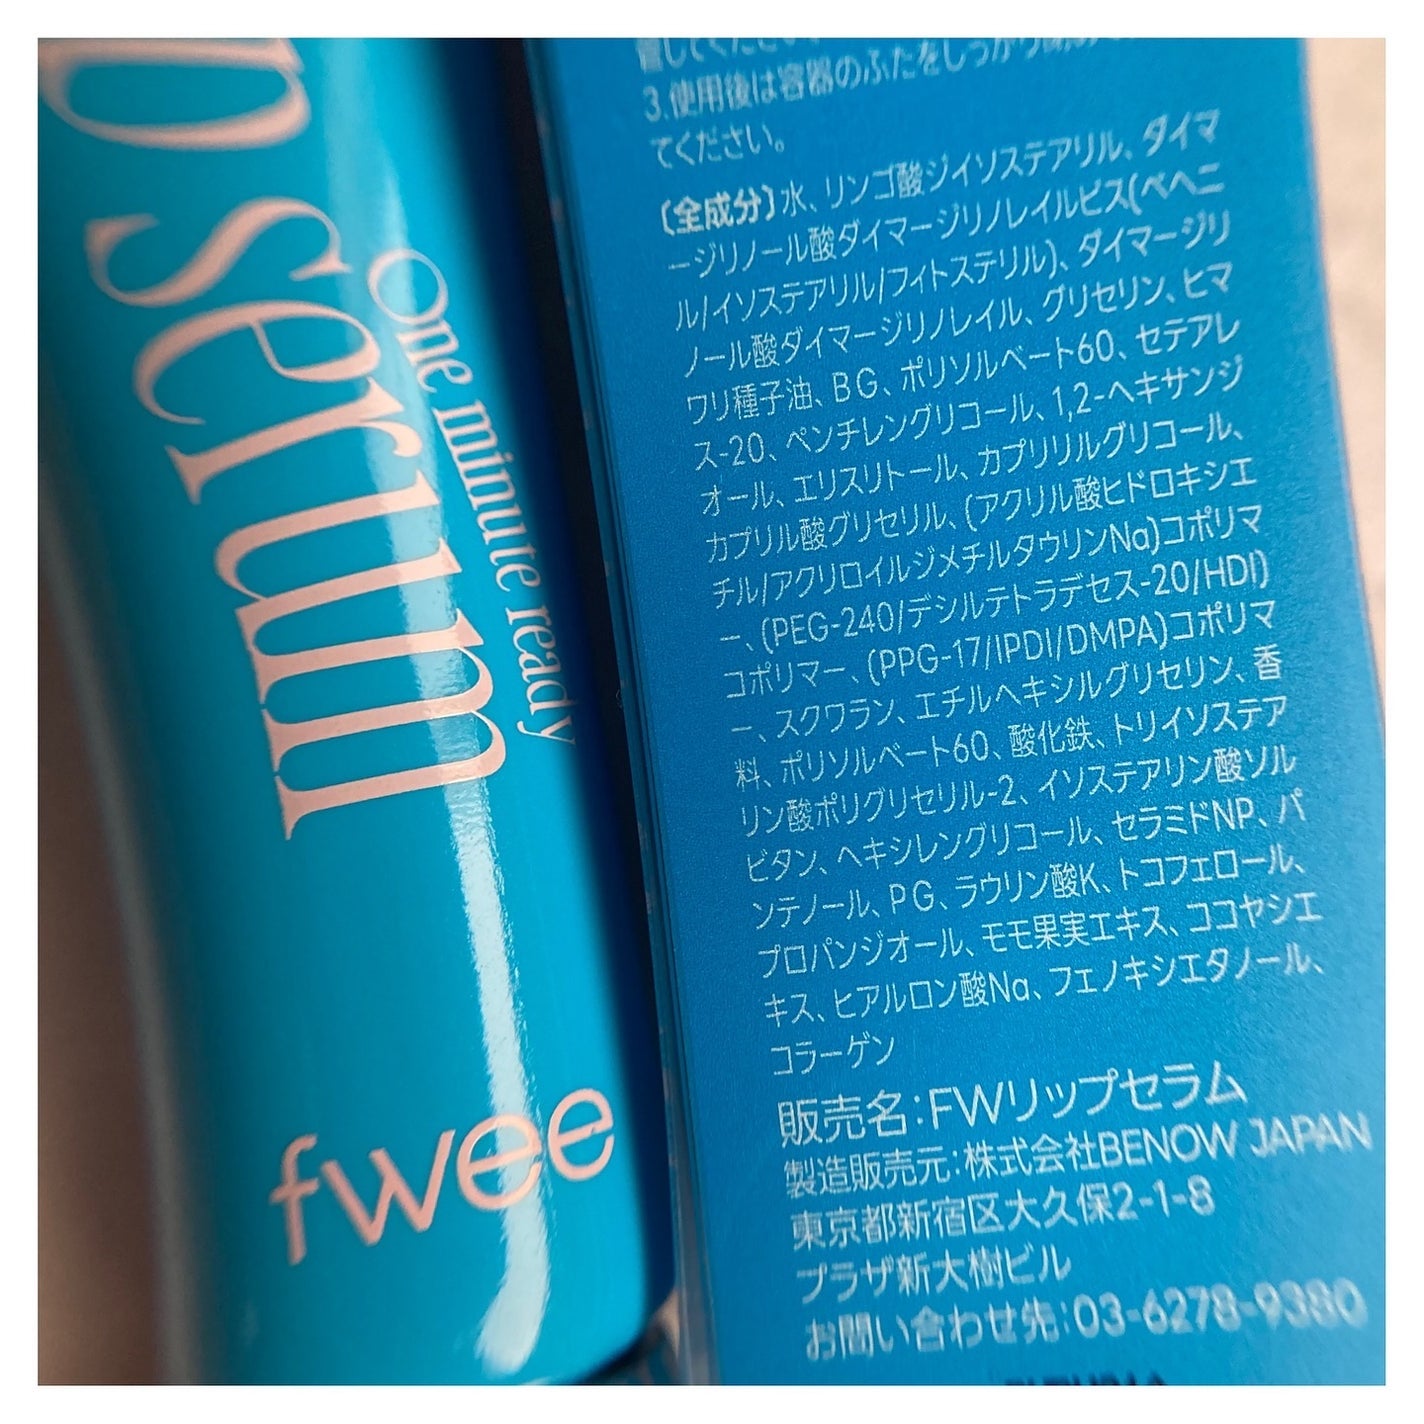 p serum
One minute ready
fwee
置してください。
3.使用後は容器のふたをしっかり
てください。
〔全成分〕水、リンゴ酸ジイソステアリル、ダイマ
ージリノール酸ダイマージリノレイルビス(ベヘニ
ル/イソステアリル/フィトステリル)、ダイマージリ
ノール酸ダイマージリノレイル、グリセリン、ヒマ
ワリ種子油、BG、ポリソルベート60、セテアレ
ス-20、ペンチレングリコール、1,2-ヘキサンジ
オール、エリスリトール、カプリリルグリコール、
カプリル酸グリセリル、(アクリル酸ヒドロキシエ
チル/アクリロイルジメチルタウリンNa)コポリマ
ー、(PEG-240/デシルテトラデセス-20/HDI)
コポリマー、(PPG-17/IPDI/DMPA)コポリマ
ー、スクワラン、エチルヘキシルグリセリン、香
料、ポリソルベート60、酸化鉄、トリイソステア
リン酸ポリグリセリル-2、イソステアリン酸ソル
ビタン、ヘキシレングリコール、セラミドNP、パ
ンテノール、PG、ラウリン酸K、トコフェロール、
プロパンジオール、モモ果実エキス、ココヤシエ
キス、ヒアルロン酸Na、フェノキシエタノール、
コラーゲン
販売名:FWリップセラム
製造販売元:株式会社BENOW JAPAN
東京都新宿区大久保2-1-8
プラザ新大樹ビル
お問い合わせ先:03-6278-9380